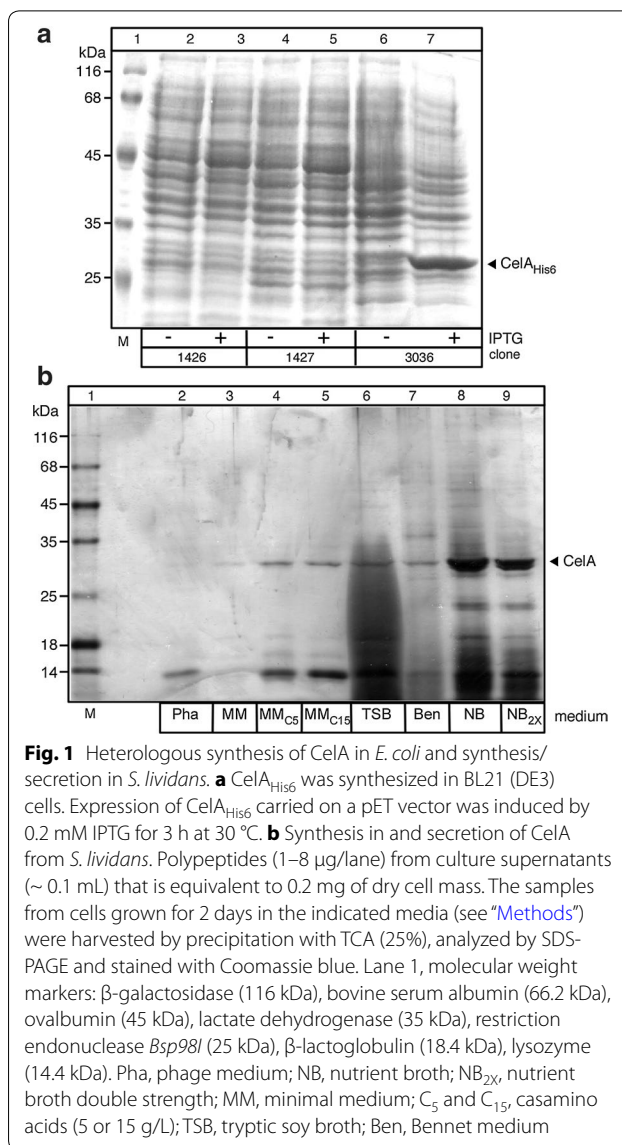 a
1 2 3 4 5 6 7
kDa
116
68
45
35
25
CelAHis6
M - + - + - + IPTG
1426 1427 3036 clone
b
1 2 3 4 5 6 7 8 9
kDa
116
68
45
35
CelA
25
18
14
M Pha MM MMC5 MMC15 TSB Ben NB NB2X medium
Fig. 1 Heterologous synthesis of CelA in E. coli and synthesis/
secretion in S. lividans. a CelAHis6 was synthesized in BL21 (DE3)
cells. Expression of CelAHis6 carried on a pET vector was induced by
0.2 mM IPTG for 3 h at 30 °C. b Synthesis in and secretion of CelA
from S. lividans. Polypeptides (1–8 μg/lane) from culture supernatants
(~ 0.1 mL) that is equivalent to 0.2 mg of dry cell mass. The samples
from cells grown for 2 days in the indicated media (see “Methods”)
were harvested by precipitation with TCA (25%), analyzed by SDS-
PAGE and stained with Coomassie blue. Lane 1, molecular weight
markers: β-galactosidase (116 kDa), bovine serum albumin (66.2 kDa),
ovalbumin (45 kDa), lactate dehydrogenase (35 kDa), restriction
endonuclease Bsp98I (25 kDa), β-lactoglobulin (18.4 kDa), lysozyme
(14.4 kDa). Pha, phage medium; NB, nutrient broth; NB2X, nutrient
broth double strength; MM, minimal medium; C5 and C15, casamino
acids (5 or 15 g/L); TSB, tryptic soy broth; Ben, Bennet medium